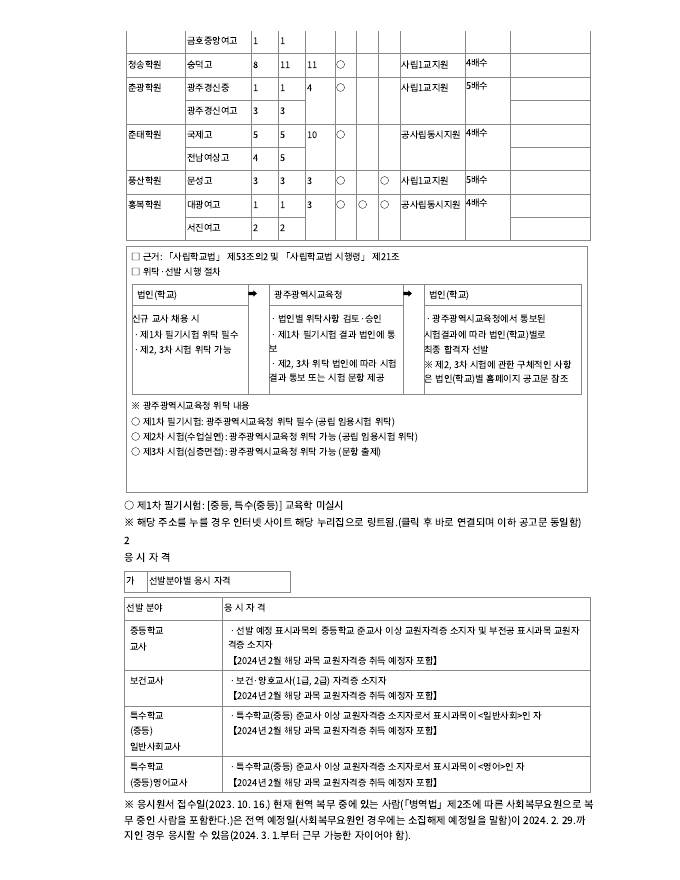 금호중앙여고 1 1
정송학원 숭덕고 8 11 11 ○ 사립1교지원 4배수
춘광학원 광주경신중 1 1 4 ○ 사립1교지원 5배수
광주경신여고 3 3
춘태학원 국제고 5 5 10 ○ 공사립동시지원 4배수
전남여상고 4 5
풍산학원 문성고 3 3 3 ○ ○ 사립1교지원 5배수
홍복학원 대광여고 1 1 3 ○ ○ ○ 공사립동시지원 4배수
서진여고 2 2
□ 근거: 「사립학교법」 제53조의2 및 「사립학교법 시행령」 제21조
□ 위탁·선발 시행 절차
법인(학교) ➡ 광주광역시교육청 ➡ 법인(학교)
신규 교사 채용 시
· 제1차 필기시험 위탁 필수
· 제2, 3차 시험 위탁 가능
· 법인별 위탁사항 검토·승인
· 제1차 필기시험 결과 법인에 통
보
· 제2, 3차 위탁 법인에 따라 시험
결과 통보 또는 시험 문항 제공
· 광주광역시교육청에서 통보된
시험결과에 따라 법인(학교)별로
최종 합격자 선발
※ 제2, 3차 시험에 관한 구체적인 사항
은 법인(학교)별 홈페이지 공고문 참조
※ 광주광역시교육청 위탁 내용
○ 제1차 필기시험: 광주광역시교육청 위탁 필수 (공립 임용시험 위탁)
○ 제2차 시험(수업실연): 광주광역시교육청 위탁 가능 (공립 임용시험 위탁)
○ 제3차 시험(심층면접): 광주광역시교육청 위탁 가능 (문항 출제)
○ 제1차 필기시험: [중등, 특수(중등)] 교육학 미실시
※ 해당 주소를 누를 경우 인터넷 사이트 해당 누리집으로 링트됨.(클릭 후 바로 연결되며 이하 공고문 동일함)
2
응 시 자 격
가 선발분야별 응시 자격
선발 분야 응 시 자 격
중등학교
교사
· 선발 예정 표시과목의 중등학교 준교사 이상 교원자격증 소지자 및 부전공 표시과목 교원자
격증 소지자
【2024년 2월 해당 과목 교원자격증 취득 예정자 포함】
보건교사
· 보건·양호교사(1급, 2급) 자격증 소지자
【2024년 2월 해당 과목 교원자격증 취득 예정자 포함】
특수학교
(중등)
일반사회교사
· 특수학교(중등) 준교사 이상 교원자격증 소지자로서 표시과목이 <일반사회>인 자
【2024년 2월 해당 과목 교원자격증 취득 예정자 포함】
특수학교
(중등)영어교사
· 특수학교(중등) 준교사 이상 교원자격증 소지자로서 표시과목이 <영어>인 자
【2024년 2월 해당 과목 교원자격증 취득 예정자 포함】
※ 응시원서 접수일(2023. 10. 16.) 현재 현역 복무 중에 있는 사람(「병역법」 제2조에 따른 사회복무요원으로 복
무 중인 사람을 포함한다.)은 전역 예정일(사회복무요원인 경우에는 소집해제 예정일을 말함)이 2024. 2. 29.까
지인 경우 응시할 수 있음(2024. 3. 1.부터 근무 가능한 자이어야 함).